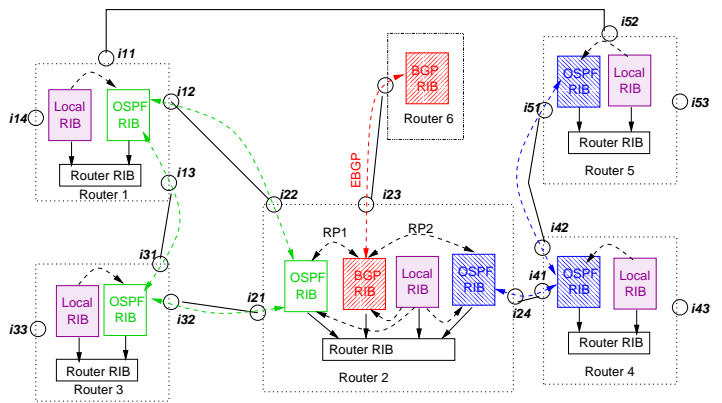 i11
i52
i14
Local
RIB
OSPF
RIB
i12
Router RIB
Router 1
i13
BGP
RIB
Router 6
EBGP
OSPF
RIB
Local
RIB
i51
i53
Router RIB
Router 5
i22
i23
RP1
RP2
OSPF
RIB
BGP
RIB
Local
RIB
OSPF
RIB
Router RIB
Router 2
i31
i33
Local
RIB
OSPF
RIB
i32
Router RIB
Router 3
i21
i24
i42
i41
OSPF
RIB
Local
RIB
i43
Router RIB
Router 4